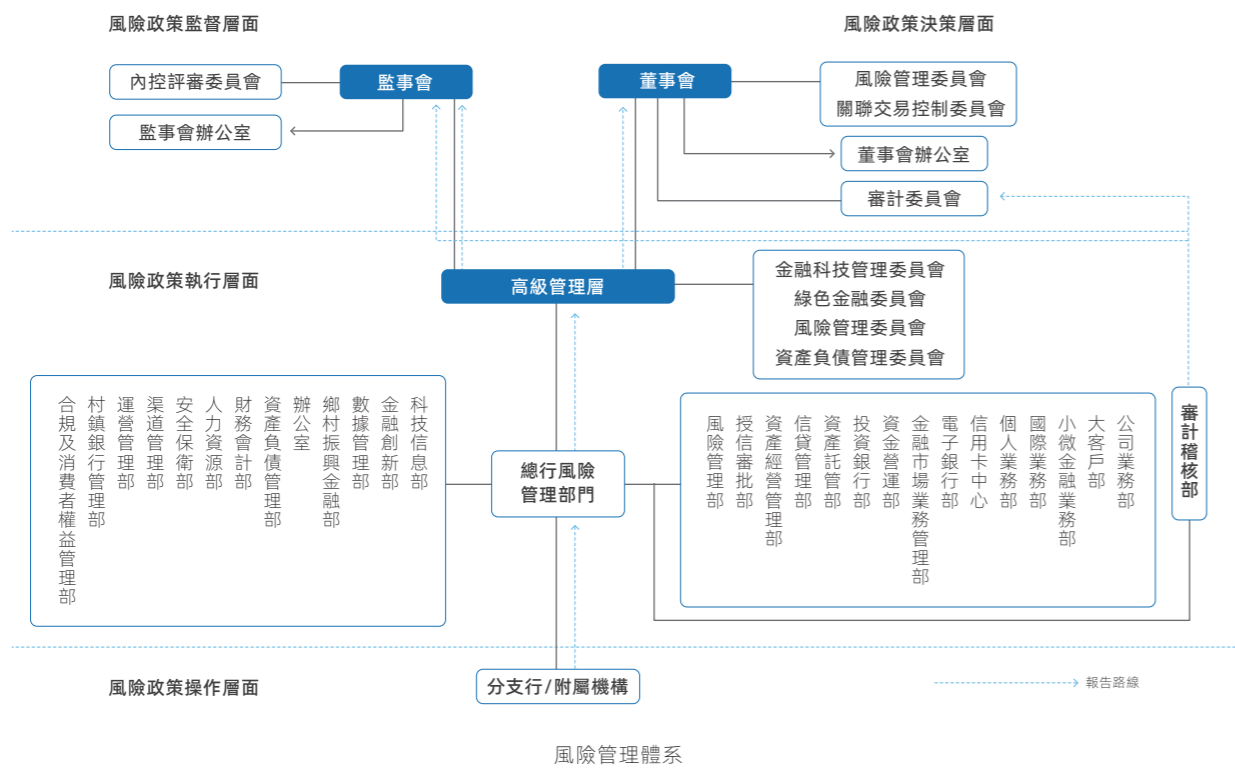 風險政策監督層面
風險政策決策層面
內控評審委員會
監事會
董事會
風險管理委員會
關聯交易控制委員會
監事會辦公室
董事會辦公室
審計委員會
風險政策執行層面
高級管理層
金融科技管理委員會
綠色金融委員會
風險管理委員會
資產負債管理委員會
合規及消費者權益管理部
村鎮銀行管理部
運營管理部
渠道管理部
安全保衛部
人力資源部
財務會計部
資產負債管理部
辦公室
鄉村振興金融部
數據管理部
金融創新部
科技信息部
總行風險
管理部門
風險管理部
授信審批部
資產經營管理部
信貸管理部
資產託管部
投資銀行部
資金營運部
金融市場業務管理部
電子銀行部
信用卡中心
個人業務部
國際業務部
小微金融業務部
大客戶部
公司業務部
審計稽核部
風險政策操作層面
分支行/附屬機構
報告路線
風險管理體系